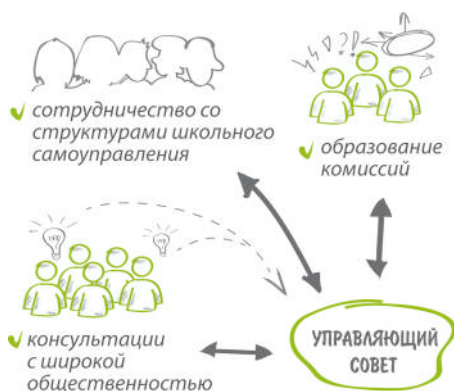 сотрудничество со
структурами школьного
самоуправления
?!
образование
комиссий
консультации
с широкой
общественностью
УПРАВЛЯЮЩИЙ
СОВЕТ